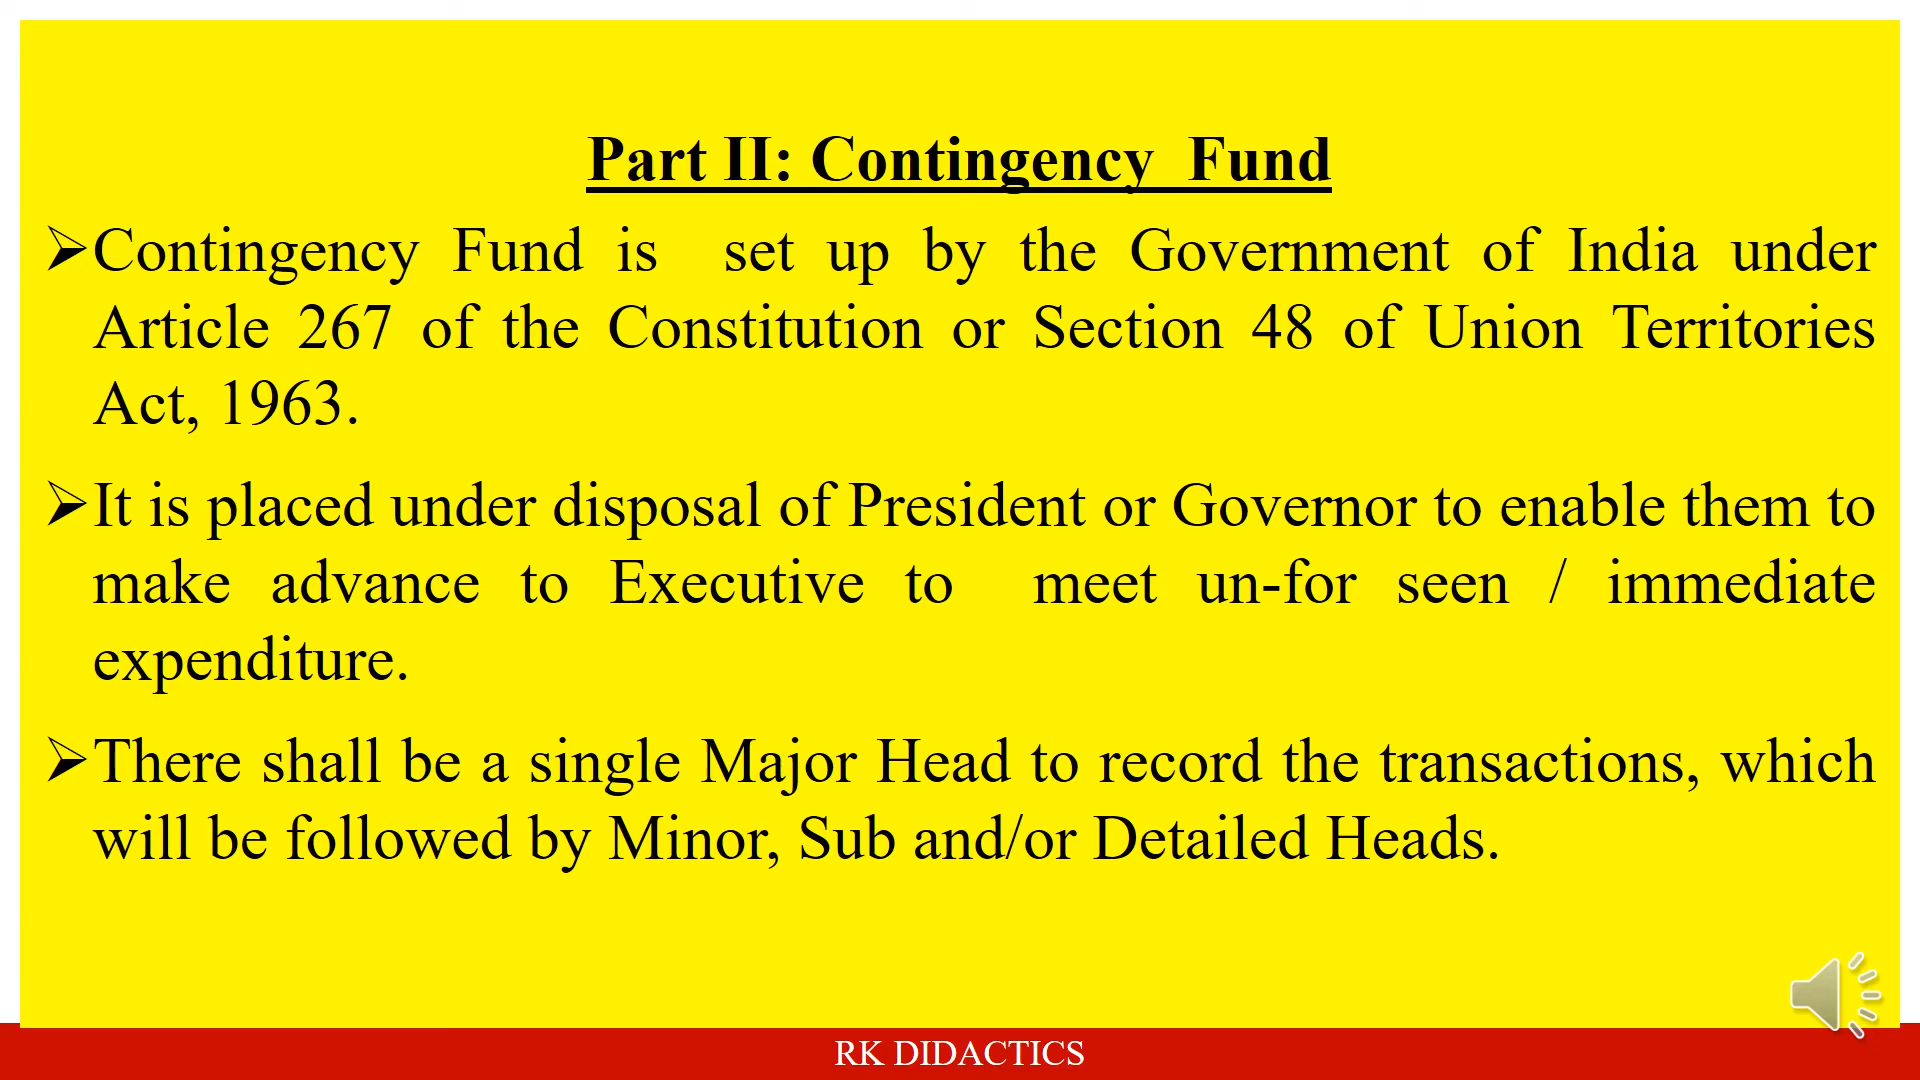 Part II: Contingency Fund
➢Contingency Fund is set up by the Government of India under
Article 267 of the Constitution or Section 48 of Union Territories
Act, 1963.
➢It is placed under disposal of President or Governor to enable them to
make advance to Executive to meet un-for seen / immediate
expenditure.
➢There shall be a single Major Head to record the transactions, which
will be followed by Minor, Sub and/or Detailed Heads.
RK DIDACTICS